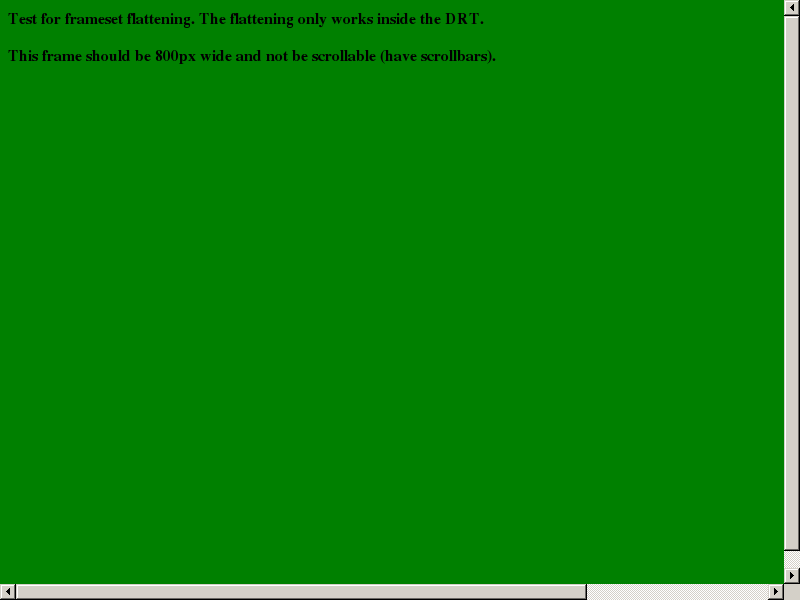 Test for frameset flattening. The flattening only works inside the DRT.
This frame should be 800px wide and not be scrollable (have scrollbars).